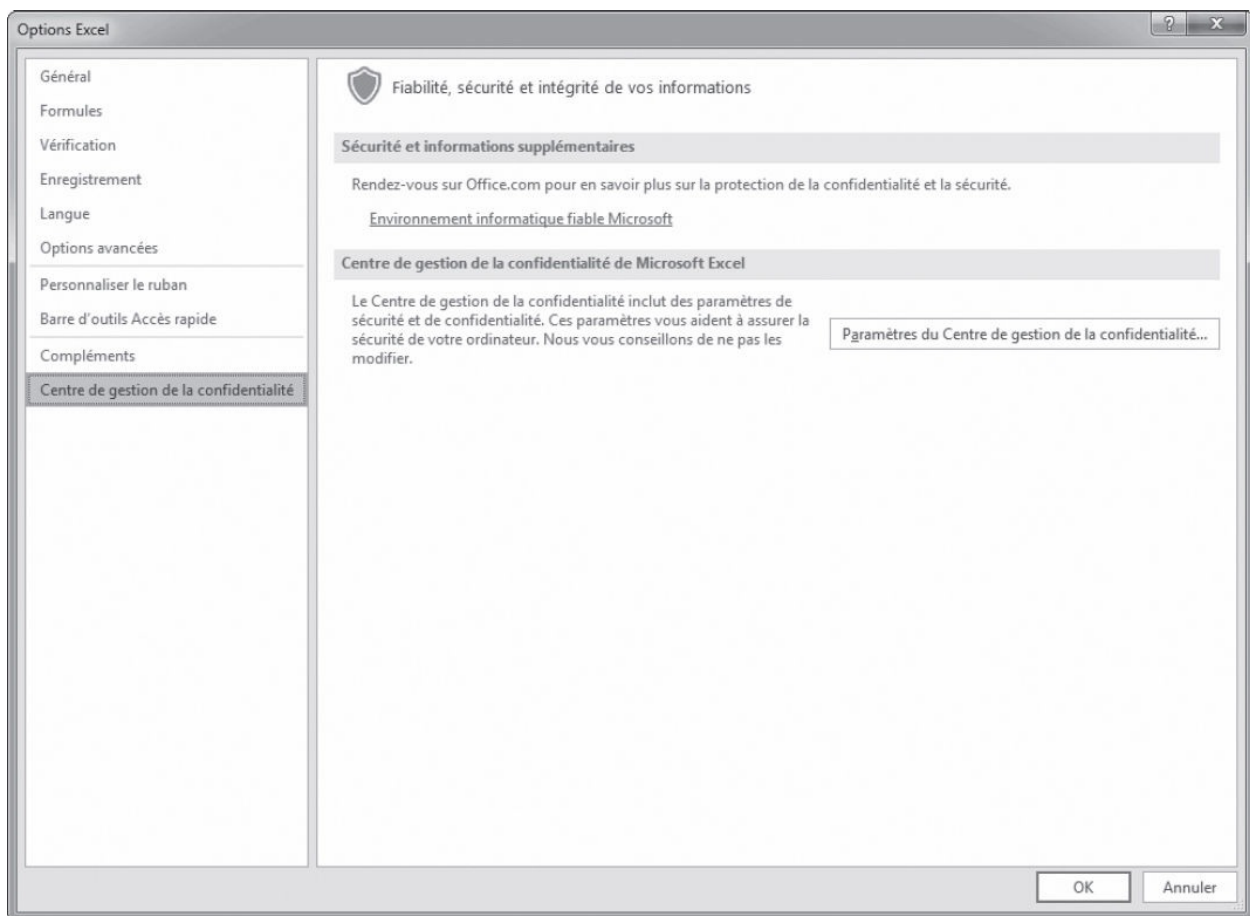 Options Excel
Général
Formules
Vérification
Enregistrement
Langue
Options avancées
Personnaliser le ruban
Barre d'outils Accès rapide
Compléments
Centre de gestion de la confidentialité
Fiabilité, sécurité et intégrité de vos informations
Sécurité et informations supplémentaires
Rendez-vous sur Office.com pour en savoir plus sur la protection de la confidentialité et la sécurité.
Environnement informatique fiable Microsoft
Centre de gestion de la confidentialité de Microsoft Excel
Le Centre de gestion de la confidentialité inclut des paramètres de
sécurité et de confidentialité. Ces paramètres vous aident à assurer la
sécurité de votre ordinateur. Nous vous conseillons de ne pas les
modifier.
Paramètres du Centre de gestion de la confidentialité...
OK
Annuler